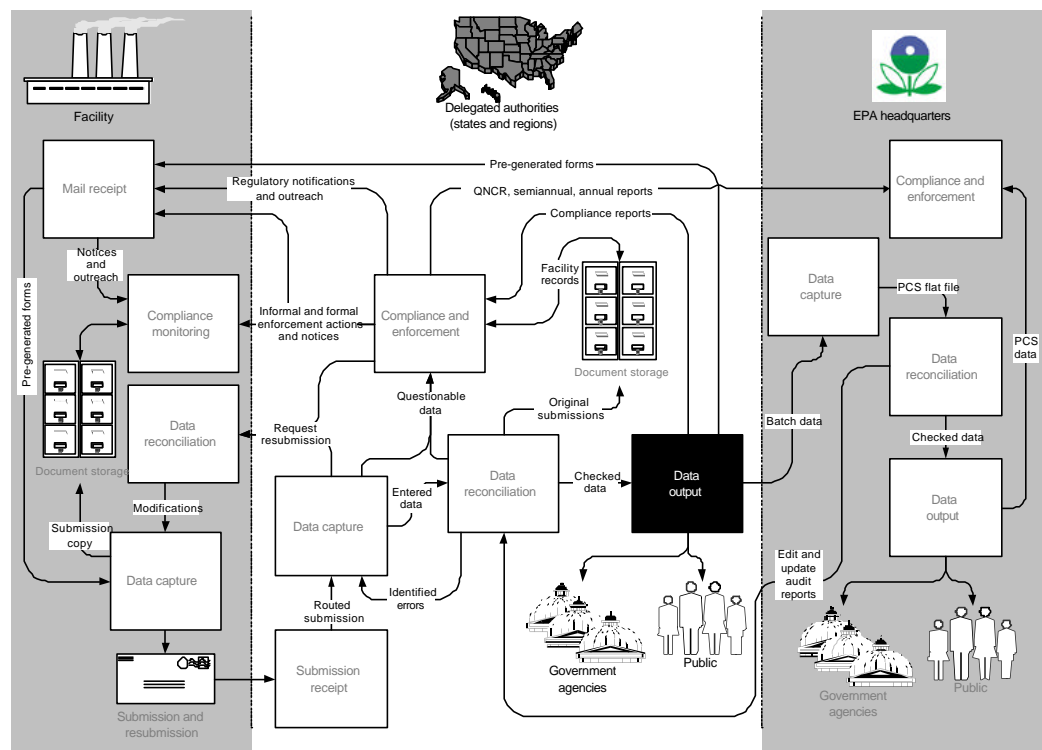 Facility
Delegated authorities
(states and regions)
EPA headquarters
Mail receipt
Pre-generated forms
Regulatory notifications
and outreach
QNCR, semiannual, annual reports
Compliance reports
Compliance and
enforcement
Notices
and
outreach
Pre-generated forms
Compliance
monitoring
Informal and formal
enforcement actions
and notices
Compliance and
enforcement
Facility
records
Document storage
Data
capture
PCS flat file
PCS
data
Data
reconciliation
Questionable
data
Original
submissions
Batch data
Request
resubmission
Data
reconciliation
Document storage
Checked data
Modifications
Submission
copy
Data capture
Data capture
Entered
data
Data
reconciliation
Checked
data
Data
output
Data
output
Identified
errors
Edit and
update
audit
reports
Routed
submission
Submission
receipt
Government
agencies
Public
Government
agencies
Public
Submission and
resubmission